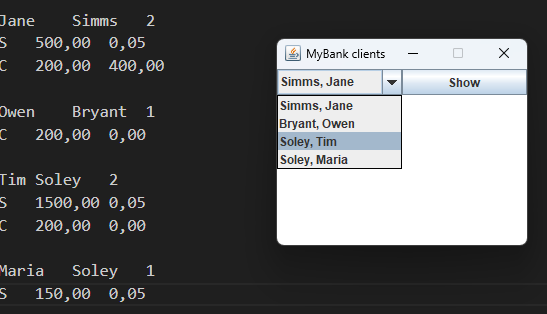 Jane Simms 2
S 500,00 0,05
C 200,00 400,00
Owen Bryant 1
C 200,00 0,00
Tim Soley 2
S 1500,00 0,05
C 200,00 0,00
Maria Soley 1
S 150,00 0,05
MyBank clients
Simms, Jane
Show
Simms, Jane
Bryant, Owen
Soley, Tim
Soley, Maria